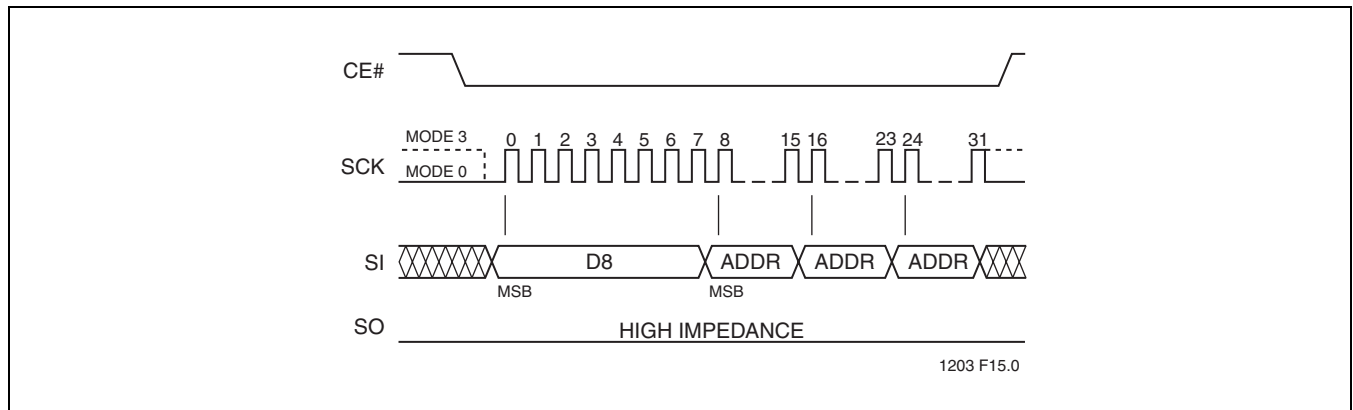 CE#
MODE 3
0 1 2 3 4 5 6 7 8 15 16 23 24 31
SCK
MODE 0
SI
D8 ADDR ADDR ADDR
MSB MSB
SO
HIGH IMPEDANCE
1203 F15.0